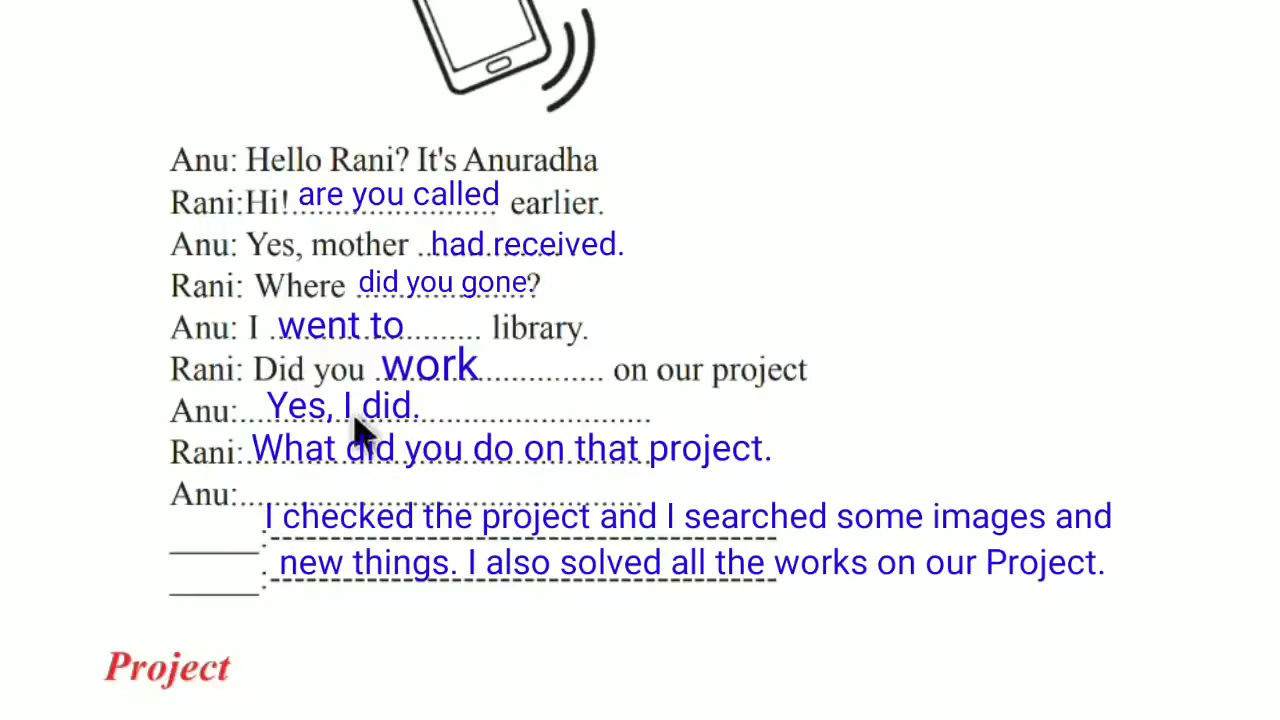 Anu: Hello Rani? It's Anuradha
Rani:Hi!are you called earlier.
Anu: Yes, mother had received.
Rani: Where did you gone.?
Anu: I went to library.
Rani: Did you work on our project
Anu: Yes, I did.
Rani: What did you do on that project.
Anu:
: I checked the project and I searched some images and
: new things. I also solved all the works on our Project.
Project